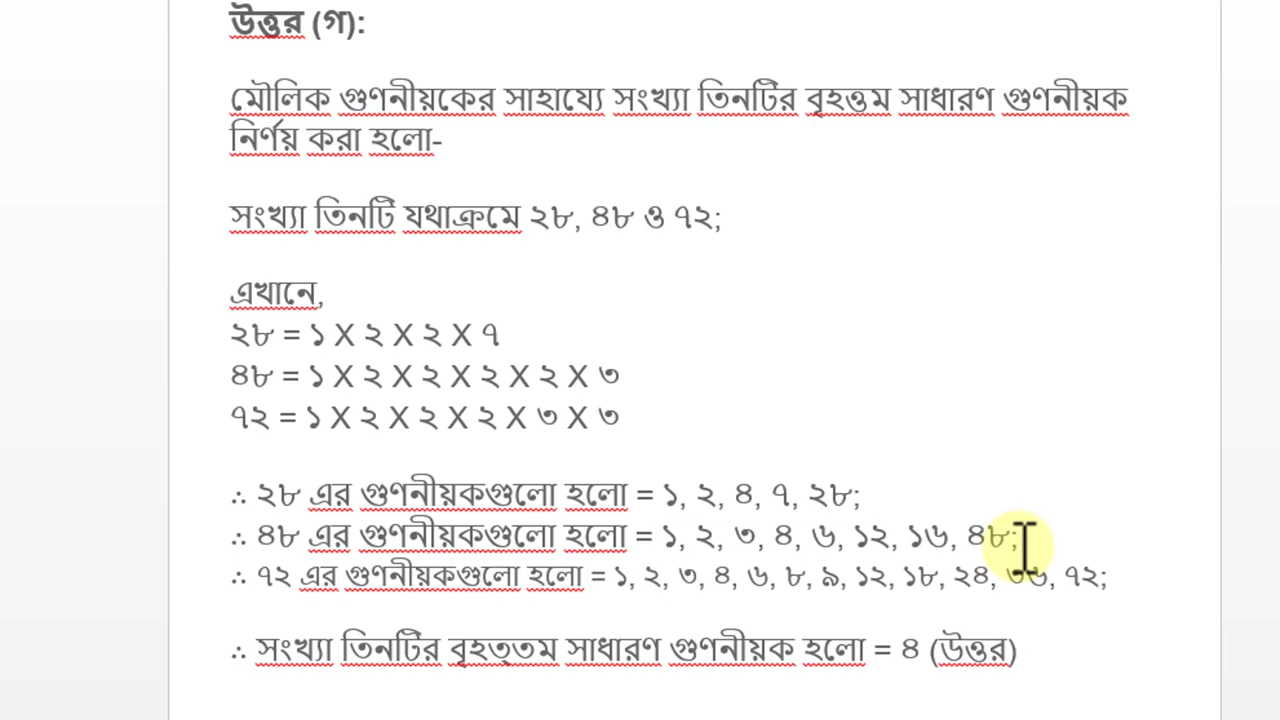 উত্তর (গ):
মৌলিক গুণনীয়কের সাহায্যে সংখ্যা তিনটির বৃহত্তম সাধারণ গুণনীয়ক
নির্ণয় করা হলো-
সংখ্যা তিনটি যথাক্রমে ২৮, ৪৮ ও ৭২;
এখানে,
২৮ = ১ X ২ X ২ X ৭
৪৮ = ১ X ২ X ২ X ২ X ২ X ৩
৭২ = ১ X ২ X ২ X ২ X ৩ X ৩
∴ ২৮ এর গুণনীয়কগুলো হলো = ১, ২, ৪, ৭, ২৮;
∴ ৪৮ এর গুণনীয়কগুলো হলো = ১, ২, ৩, ৪, ৬, ১২, ১৬, ৪৮;
∴ ৭২ এর গুণনীয়কগুলো হলো = ১, ২, ৩, ৪, ৬, ৮, ৯, ১২, ১৮, ২৪, ৩৬, ৭২;
∴ সংখ্যা তিনটির বৃহত্তম সাধারণ গুণনীয়ক হলো = ৪ (উত্তর)